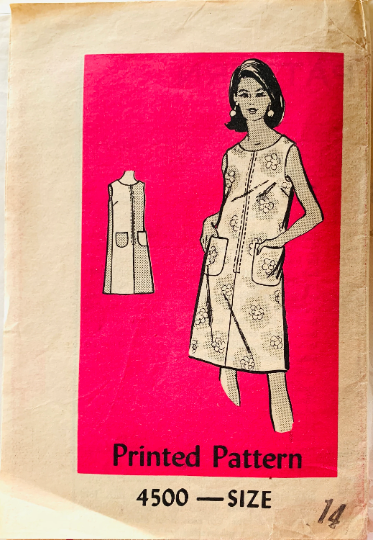 Printed Pattern
4500 — SIZE 14